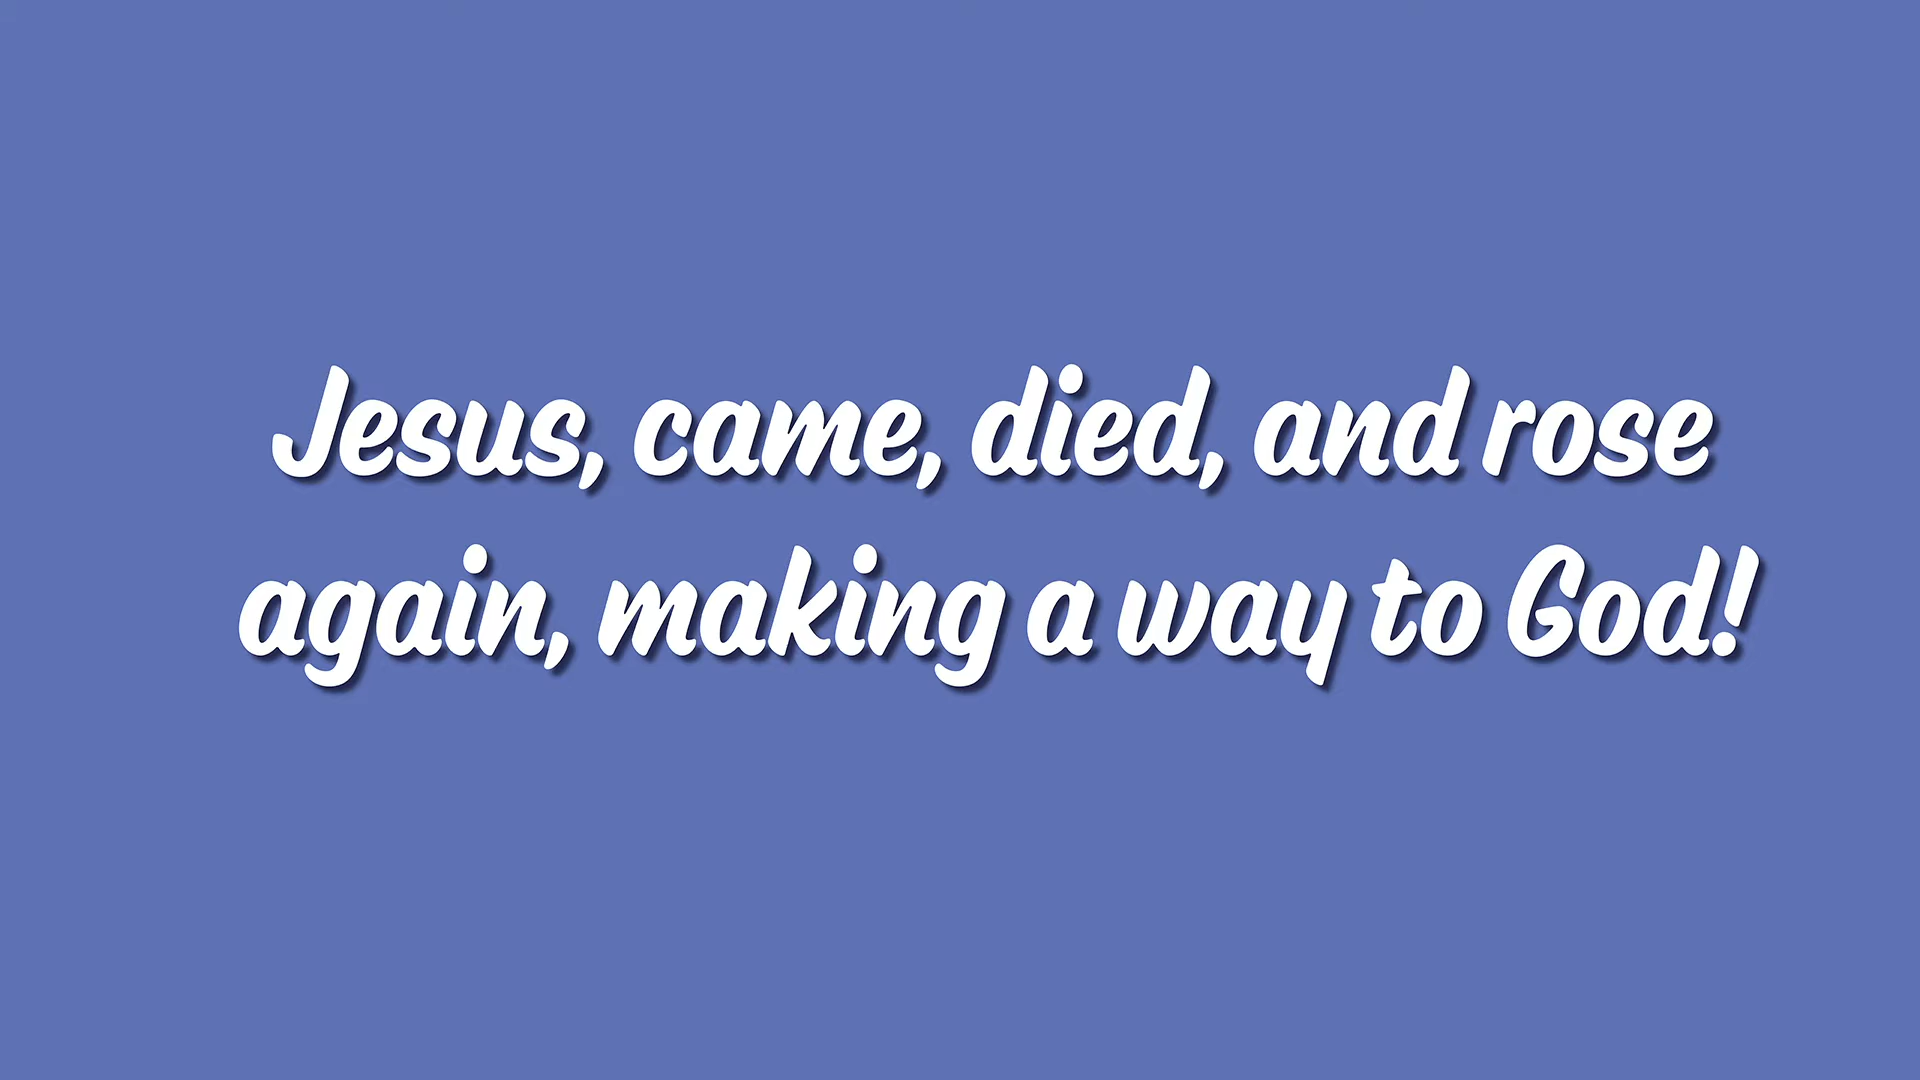 Jesus, came, died, and rose
again, making a way to God!